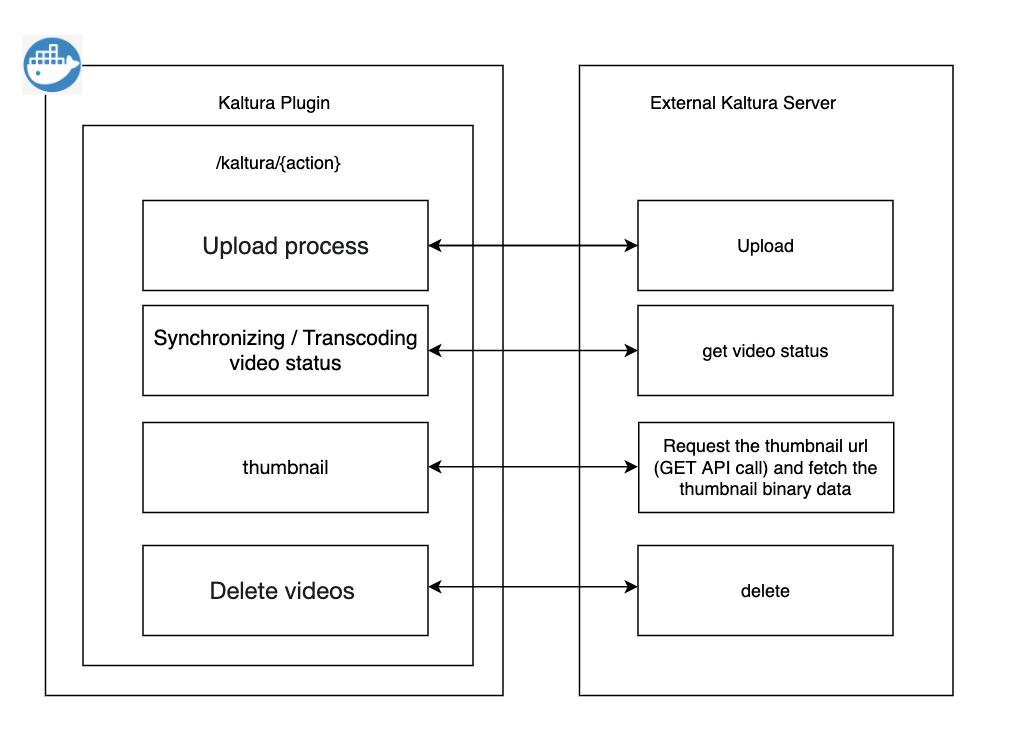 Kaltura Plugin
External Kaltura Server
/kaltura/{action}
Upload process
Upload
Synchronizing / Transcoding
video status
get video status
thumbnail
Request the thumbnail url
(GET API call) and fetch the
thumbnail binary data
Delete videos
delete